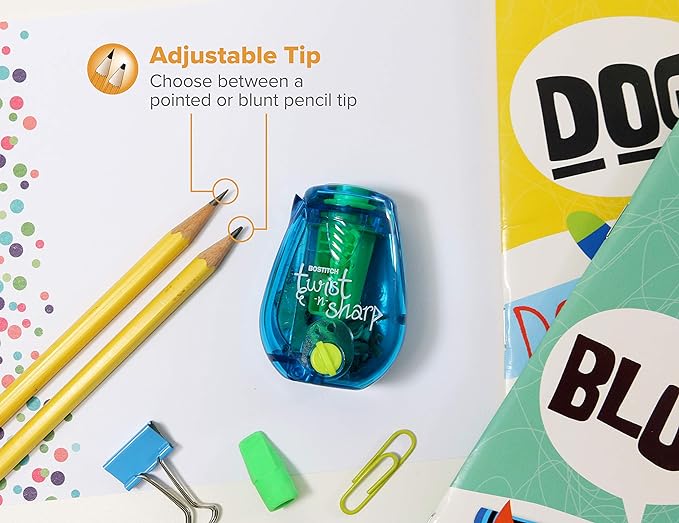 Adjustable Tip
Choose between a
pointed or blunt pencil tip
DOG
BOSTITCH
twist
-n-
sharp
BLU